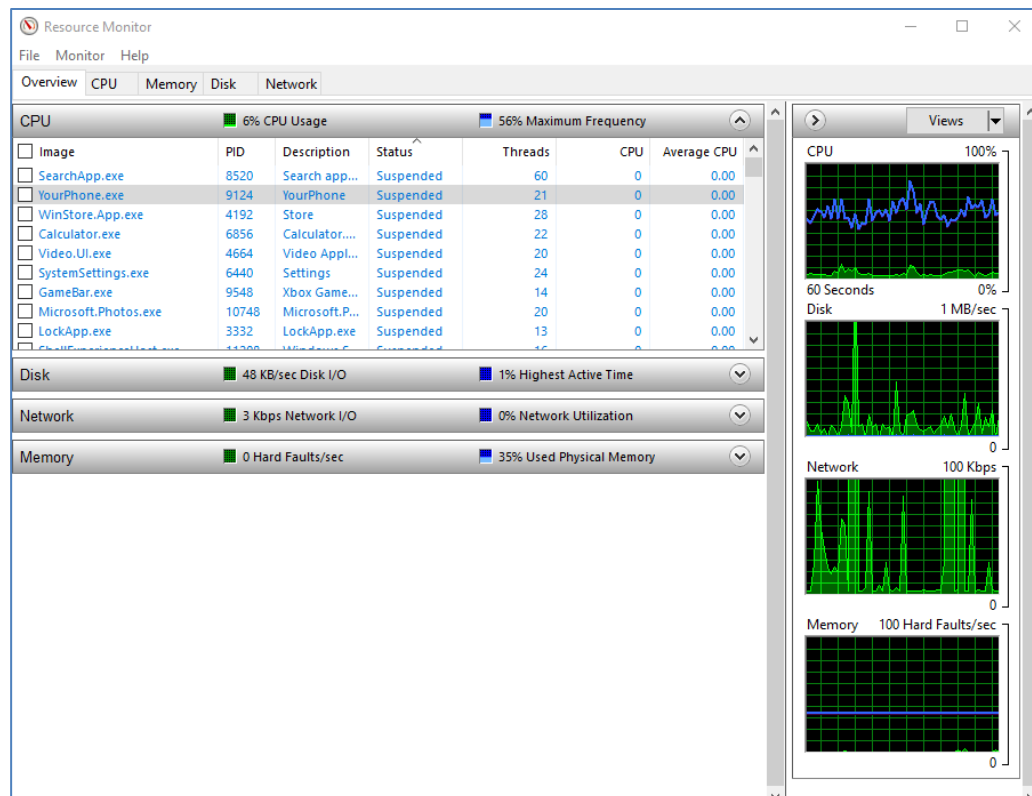 Resource Monitor
File Monitor Help
Overview CPU Memory Disk Network
CPU 6% CPU Usage 56% Maximum Frequency
Image PID Description Status Threads CPU Average CPU
SearchApp.exe 8520 Search app... Suspended 60 0 0.00
YourPhone.exe 9124 YourPhone Suspended 21 0 0.00
WinStore.App.exe 4192 Store Suspended 28 0 0.00
Calculator.exe 6856 Calculator.... Suspended 22 0 0.00
Video.UI.exe 4664 Video Appl... Suspended 20 0 0.00
SystemSettings.exe 6440 Settings Suspended 24 0 0.00
GameBar.exe 9548 Xbox Game... Suspended 14 0 0.00
Microsoft.Photos.exe 10748 Microsoft.P... Suspended 20 0 0.00
LockApp.exe 3332 LockApp.exe Suspended 13 0 0.00
Disk 48 KB/sec Disk I/O 1% Highest Active Time
Network 3 Kbps Network I/O 0% Network Utilization
Memory 0 Hard Faults/sec 35% Used Physical Memory
Views
CPU 100%
60 Seconds 0%
Disk 1 MB/sec
0
Network 100 Kbps
0
Memory 100 Hard Faults/sec
0